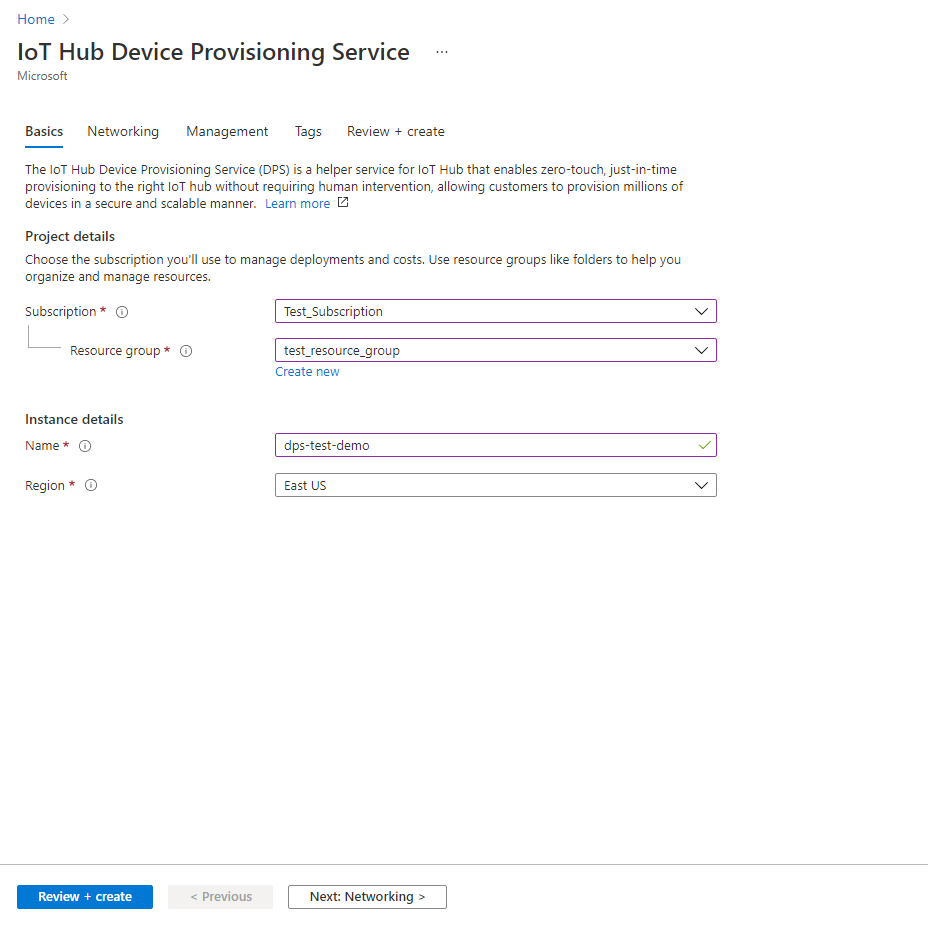 Home >
IoT Hub Device Provisioning Service ...
Microsoft
Basics Networking Management Tags Review + create
The IoT Hub Device Provisioning Service (DPS) is a helper service for IoT Hub that enables zero-touch, just-in-time
provisioning to the right IoT hub without requiring human intervention, allowing customers to provision millions of
devices in a secure and scalable manner. Learn more
Project details
Choose the subscription you'll use to manage deployments and costs. Use resource groups like folders to help you
organize and manage resources.
Subscription * Test_Subscription
Resource group * test_resource_group
Create new
Instance details
Name * dps-test-demo
Region * East US
Review + create < Previous Next: Networking >